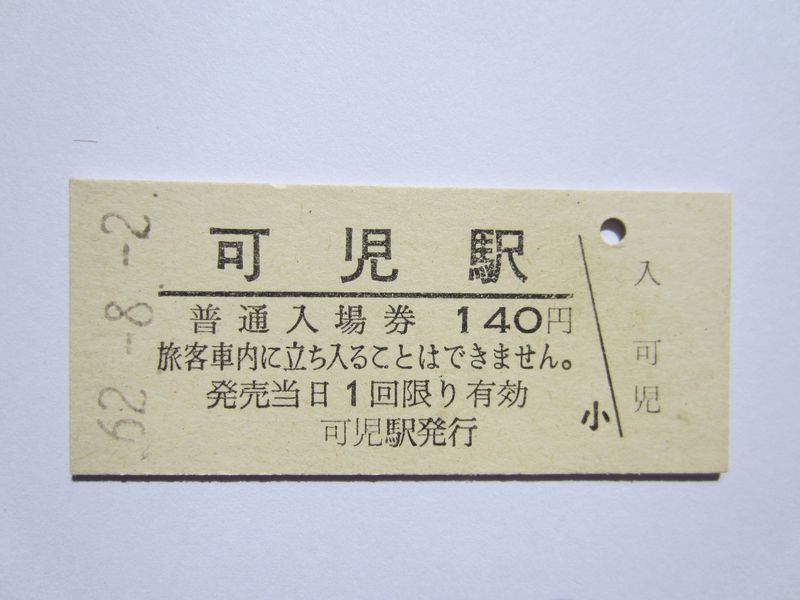 62.-8.-2.
可児駅
普通入場券 140円
旅客車内に立ち入ることはできません。
発売当日1回限り有効
可児駅発行
小
入
可児